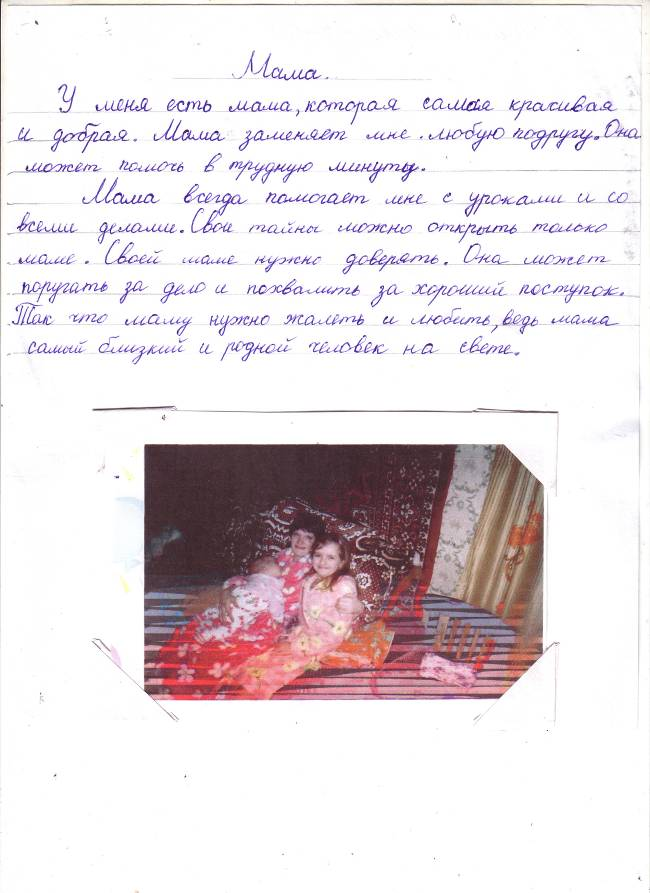 Мама.
У меня есть мама, которая самая красивая
и добрая. Мама заменяет мне любую подругу. Она
может помочь в трудную минуту.
Мама всегда помогает мне с уроками и со
всеми делами. Свои тайны можно открыть только
маме. Своей маме нужно доверять. Она может
поругать за дело и похвалить за хороший поступок.
Так что маму нужно жалеть и любить, ведь мама
самый близкий и родной человек на свете.